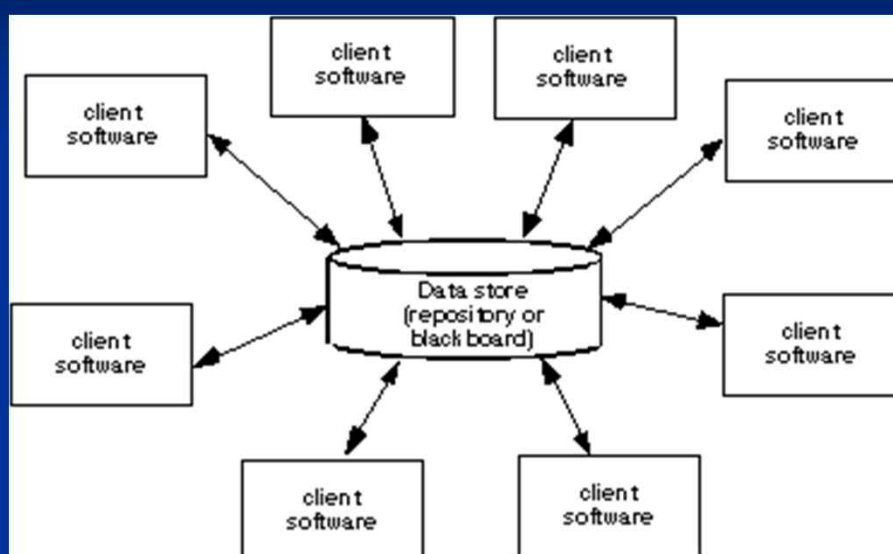 client
software
client
software
client
software
client
software
Data store
(repository or
blackboard)
client
software
client
software
client
software
client
software